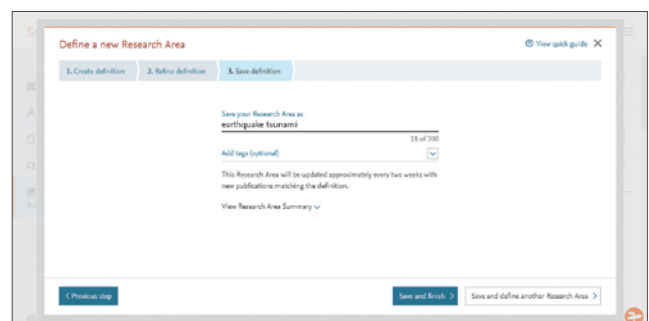 Define a new Research Area
View quick guide X
1. Create definition 2. Refine definition 3. Save definition
Save your Research Area as
earthquake tsunami
18 of 100
Add tags (optional)
This Research Area will be updated approximately every two weeks with
new publications matching the definition.
View Research Area Summary
< Previous step Save and finish > Save and define another Research Area >